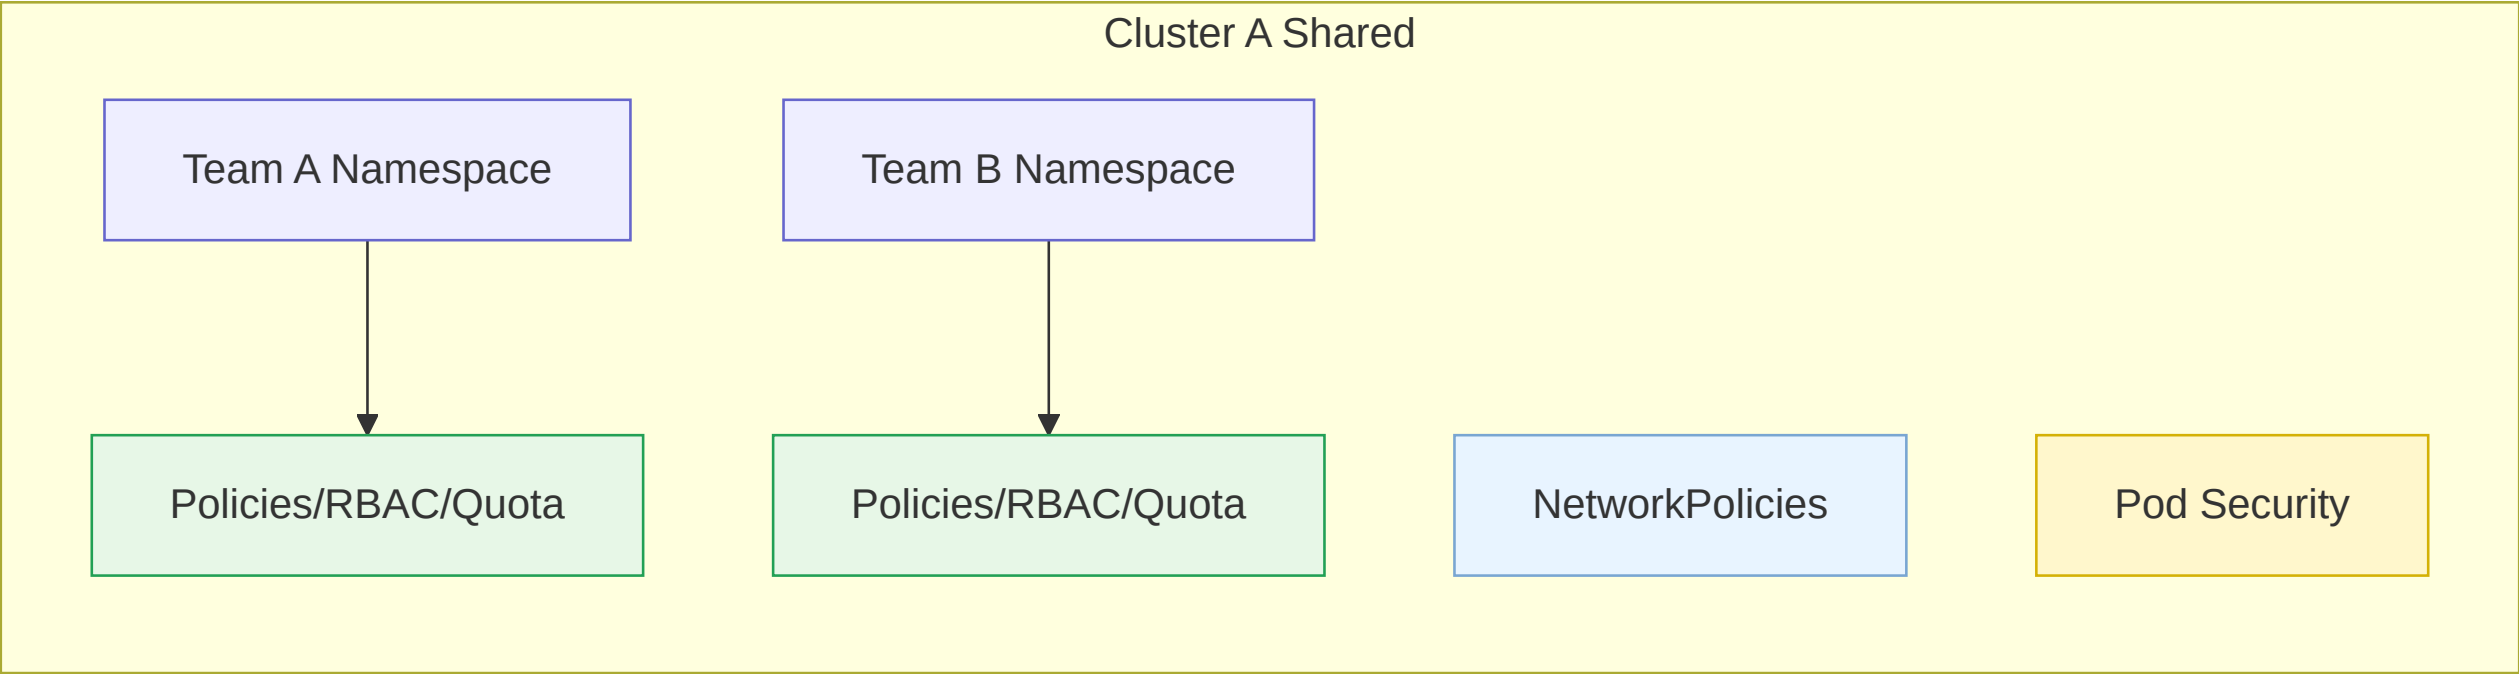 Cluster A Shared
Team A Namespace
Team B Namespace
Policies/RBAC/Quota
Policies/RBAC/Quota
NetworkPolicies
Pod Security